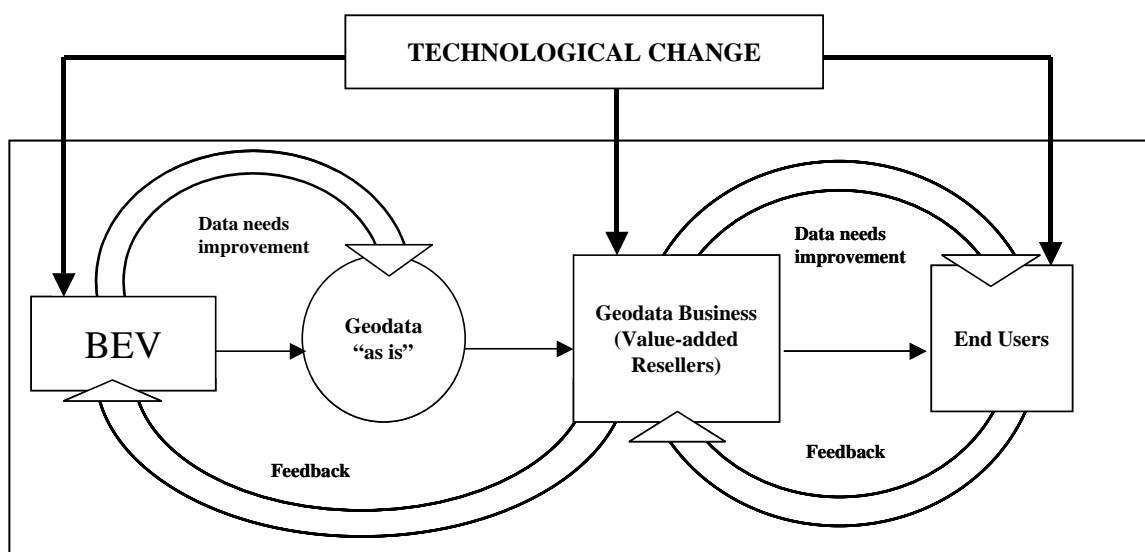 TECHNOLOGICAL CHANGE
Data needs
improvement
Data needs
improvement
BEV
Geodata
“as is”
Geodata Business
(Value-added
Resellers)
End Users
Feedback
Feedback